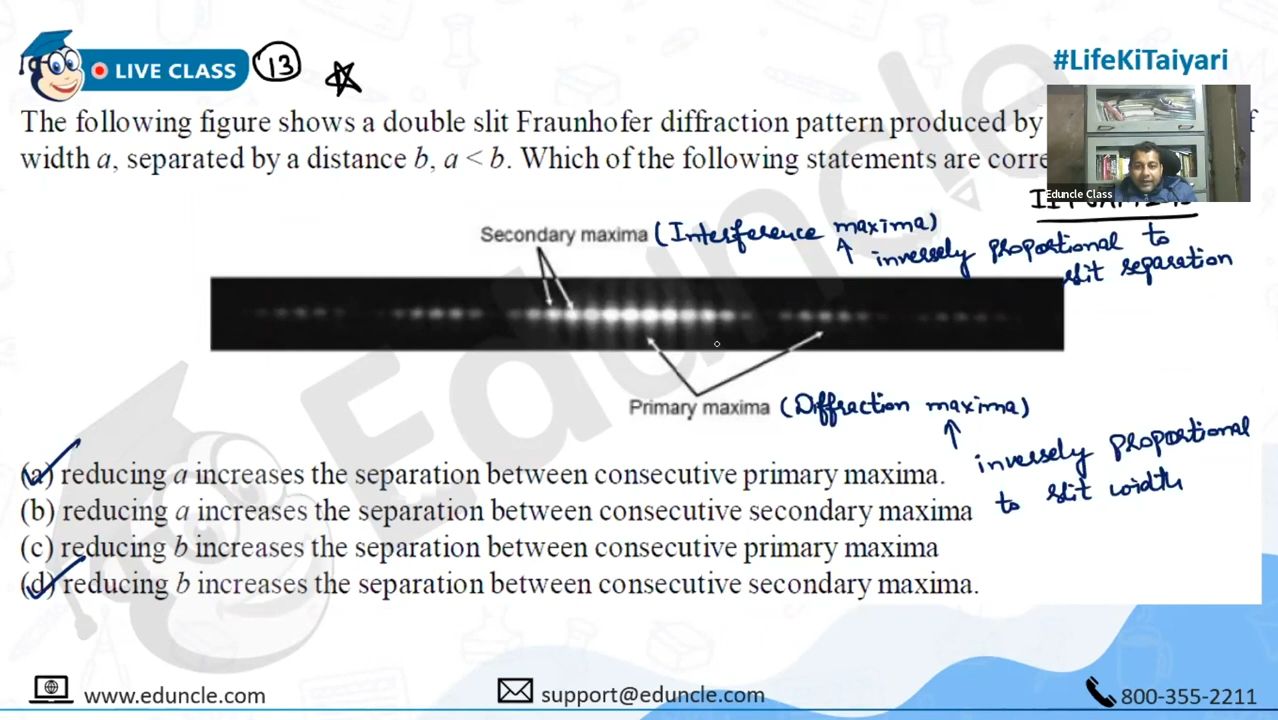 LIVE CLASS
13
#LifeKiTaiyari
The following figure shows a double slit Fraunhofer diffraction pattern produced by
width a, separated by a distance b, a < b. Which of the following statements are
Eduncle Class
Secondary maxima (Interference maxima)
inversely proportional to
slit separation
Primary maxima (Diffraction maxima)
inversely proportional
to slit width
(a) reducing a increases the separation between consecutive primary maxima.
(b) reducing a increases the separation between consecutive secondary maxima
(c) reducing b increases the separation between consecutive primary maxima
(d) reducing b increases the separation between consecutive secondary maxima.
Eduncle
www.eduncle.com
support@eduncle.com
800-355-2211